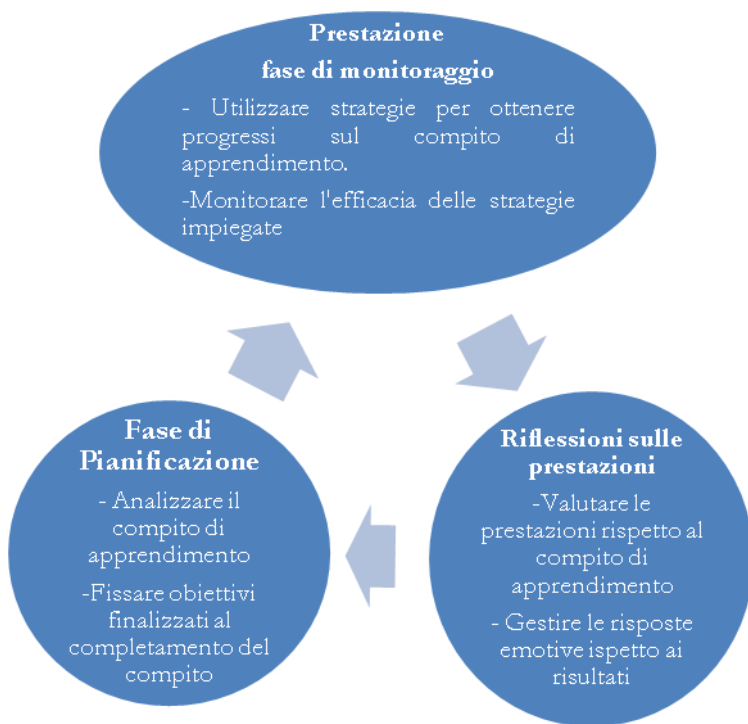 Prestazione
fase di monitoraggio
- Utilizzare strategie per ottenere
progressi sul compito di
apprendimento.
-Monitorare l'efficacia delle strategie
impiegate
Fase di
Pianificazione
- Analizzare il
compito di
apprendimento
-Fissare obiettivi
finalizzati al
completamento del
compito
Riflessioni sulle
prestazioni
-Valutare le
prestazioni rispetto al
compito di
apprendimento
- Gestire le risposte
emotive ispetto ai
risultati